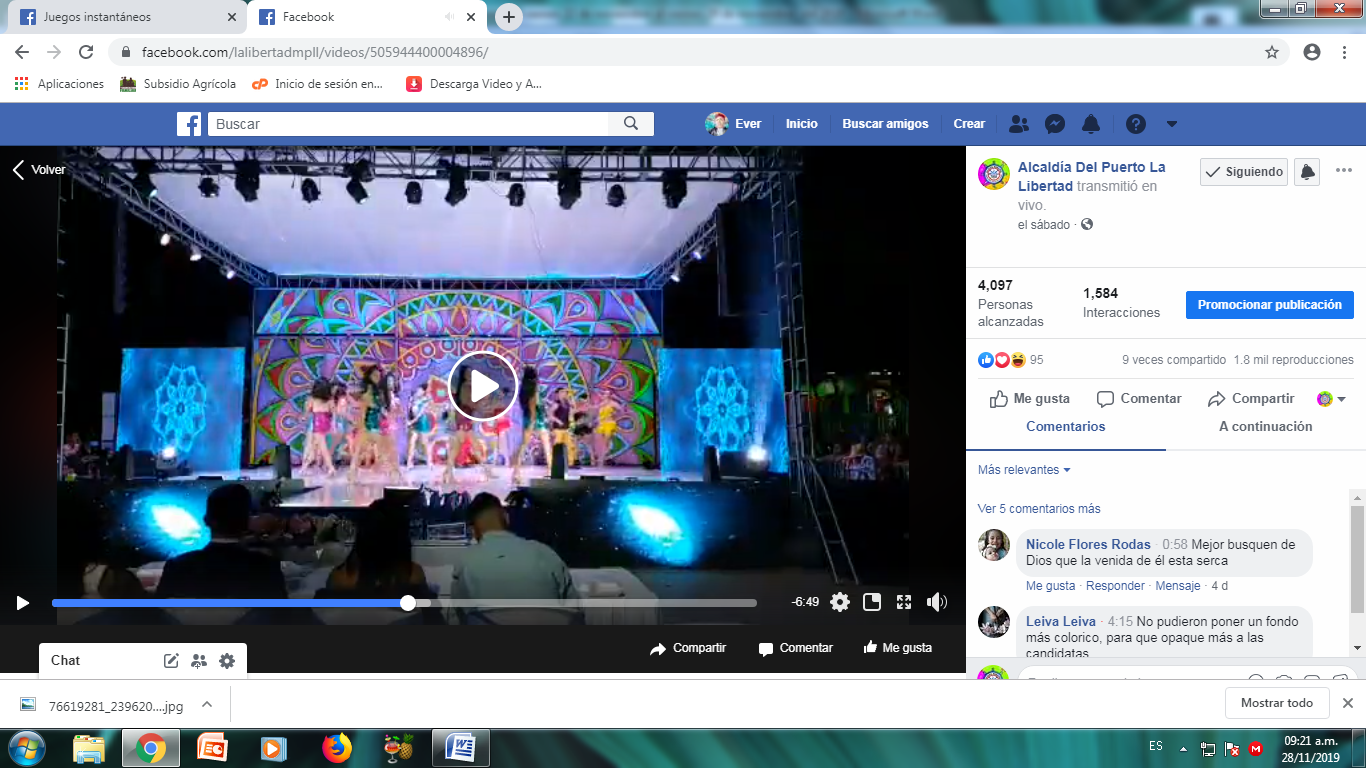 Juegos instantáneos
Facebook
facebook.com/lalibertadmpll/videos/505944400004896/
Aplicaciones
Subsidio Agrícola
Inicio de sesión en...
Descarga Video y A...
Buscar
Ever
Inicio
Buscar amigos
Crear
Volver
Alcaldía Del Puerto La
Libertad transmitió en
vivo.
el sábado ·
Siguiendo
4,097
Personas
alcanzadas
1,584
Interacciones
Promocionar publicación
95
9 veces compartido 1.8 mil reproducciones
Me gusta
Comentar
Compartir
Comentarios
A continuación
Más relevantes
Ver 5 comentarios más
Nicole Flores Rodas · 0:58 Mejor busquen de
Dios que la venida de él esta serca
Me gusta · Responder · Mensaje · 4 d
Leiva Leiva · 4:15 No pudieron poner un fondo
más colorico, para que opaque más a las
candidatas
-6:49
Compartir
Comentar
Me gusta
Chat
76619281_239620....jpg
Mostrar todo
ES
09:21 a.m.
28/11/2019